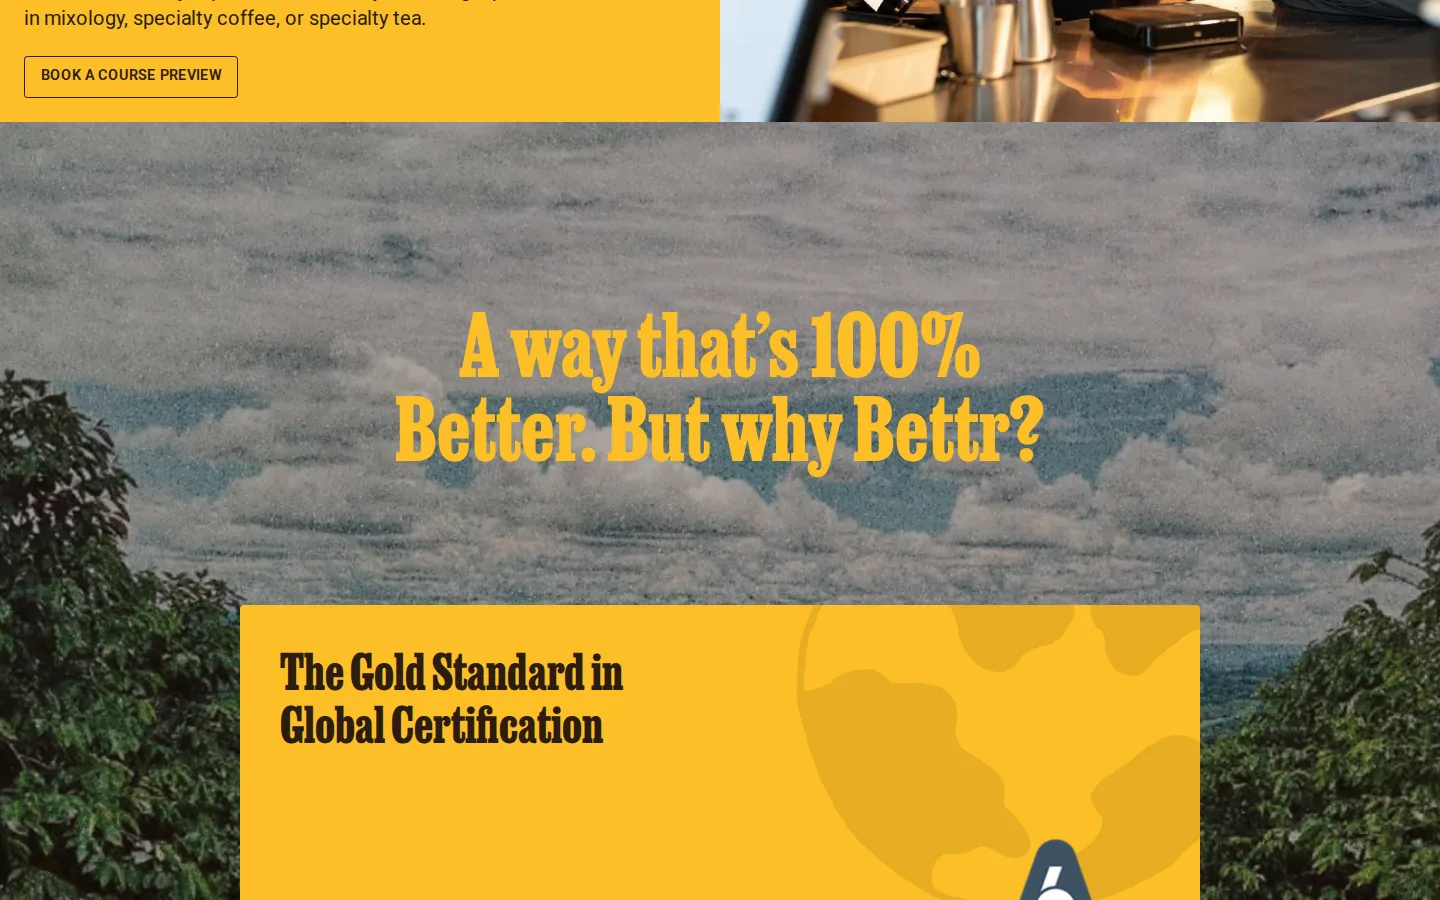 in mixology, specialty coffee, or specialty tea.
BOOK A COURSE PREVIEW
A way that’s 100%
Better. But why Bettr?
The Gold Standard in
Global Certification